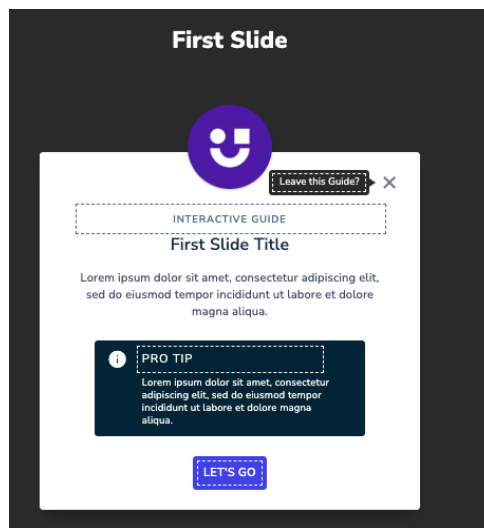 First Slide
Leave this Guide?
INTERACTIVE GUIDE
First Slide Title
Lorem ipsum dolor sit amet, consectetur adipiscing elit,
sed do eiusmod tempor incididunt ut labore et dolore
magna aliqua.
PRO TIP
Lorem ipsum dolor sit amet, consectetur
adipiscing elit, sed do eiusmod tempor
incididunt ut labore et dolore magna
aliqua.
LET'S GO